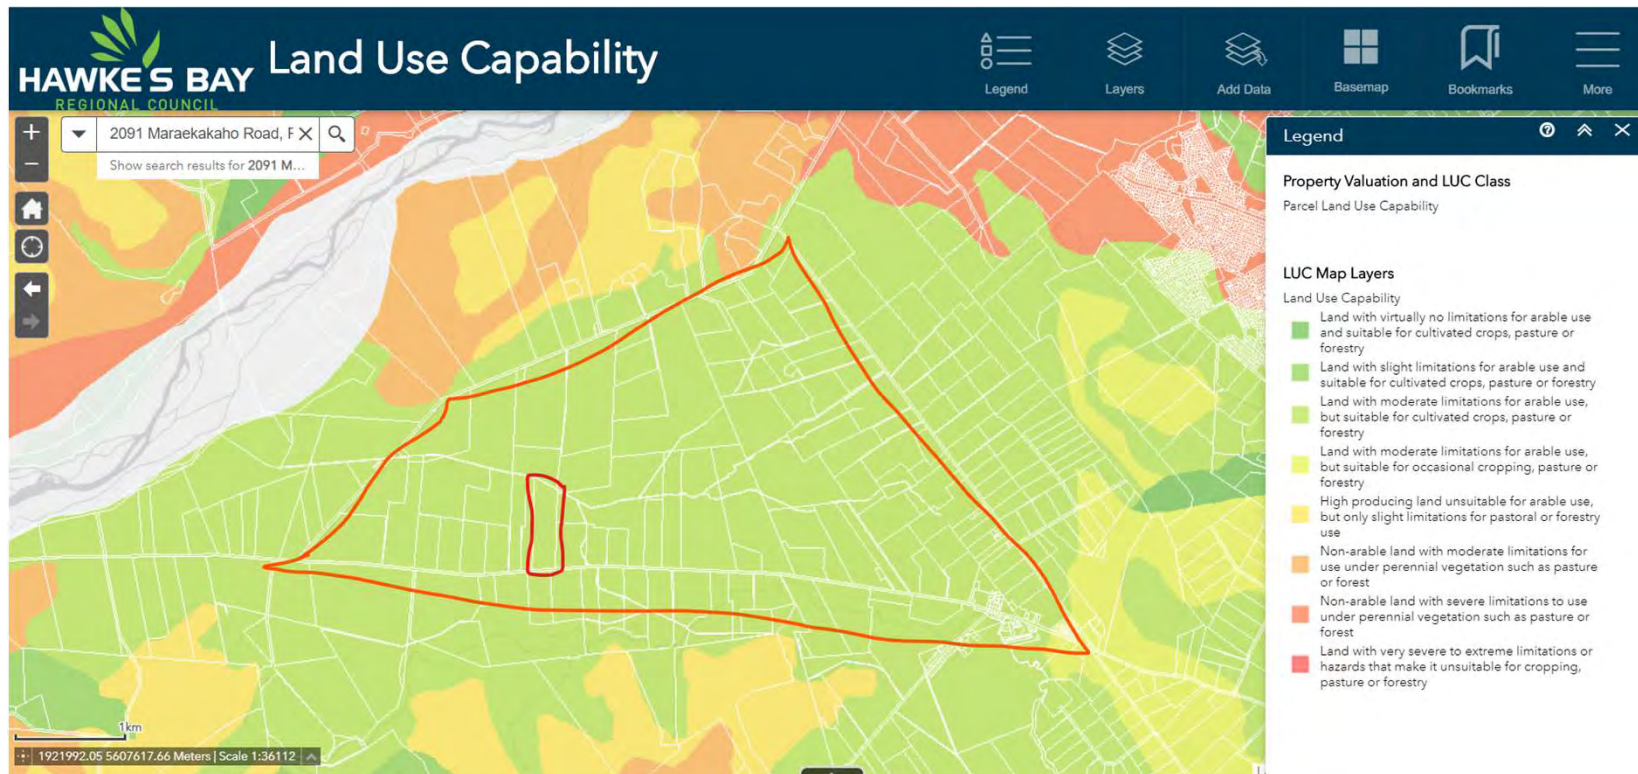 HAWKE'S BAY
REGIONAL COUNCIL
Land Use Capability
Legend
Layers
Add Data
Basemap
Bookmarks
More
+
2091 Maraekakaho Road, F
Show search results for 2091 M...
−
Legend
Property Valuation and LUC Class
Parcel Land Use Capability
LUC Map Layers
Land Use Capability
Land with virtually no limitations for arable use
and suitable for cultivated crops, pasture or
forestry
Land with slight limitations for arable use and
suitable for cultivated crops, pasture or forestry
Land with moderate limitations for arable use,
but suitable for cultivated crops, pasture or
forestry
Land with moderate limitations for arable use,
but suitable for occasional cropping, pasture or
forestry
High producing land unsuitable for arable use,
but only slight limitations for pastoral or forestry
use
Non-arable land with moderate limitations for
use under perennial vegetation such as pasture
or forest
Non-arable land with severe limitations to use
under perennial vegetation such as pasture or
forest
Land with very severe to extreme limitations or
hazards that make it unsuitable for cropping,
pasture or forestry
1km
1921992.05 5607617.66 Meters | Scale 1:36112